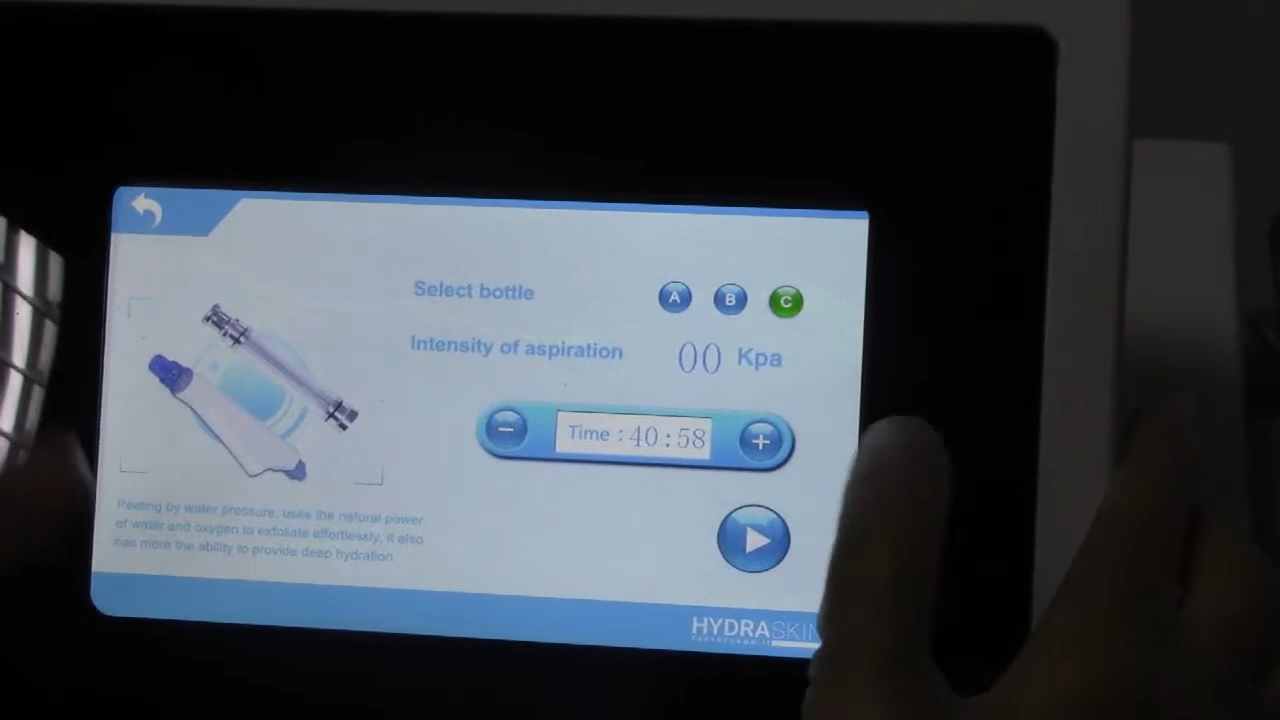 Select bottle A B C
Intensity of aspiration 00 Kpa
− Time : 40:58 +
Peeling by water pressure, uses the natural power
of water and oxygen to exfoliate effortlessly, it also
has more the ability to provide deep hydration
HYDRASKIN